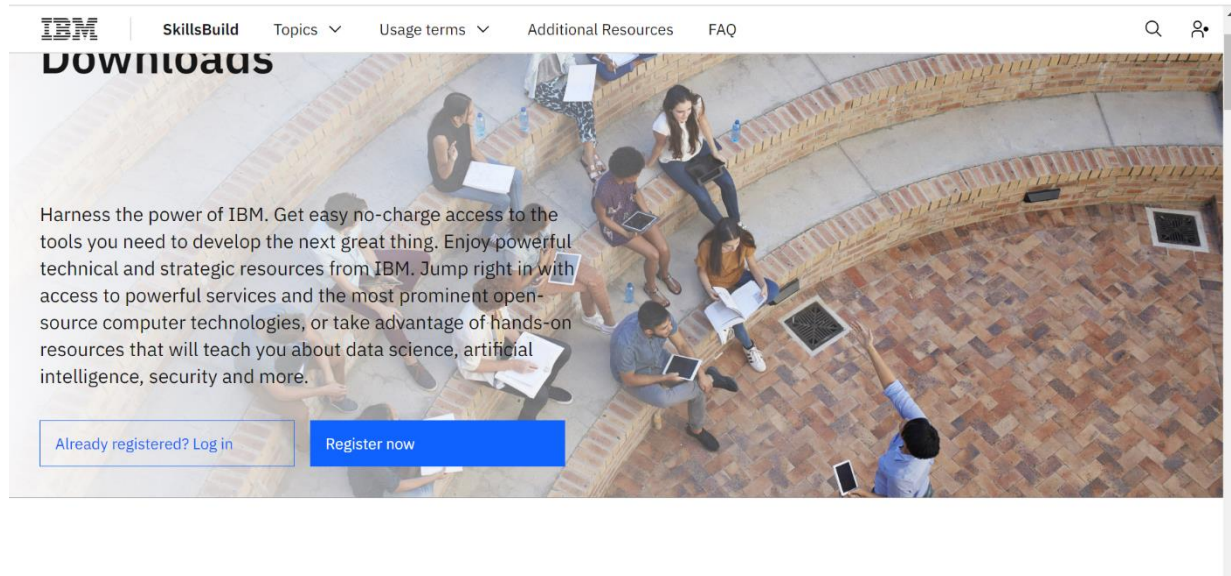 IBM
SkillsBuild
Topics
Usage terms
Additional Resources
FAQ
Downloads
Harness the power of IBM. Get easy no-charge access to the
tools you need to develop the next great thing. Enjoy powerful
technical and strategic resources from IBM. Jump right in with
access to powerful services and the most prominent open-
source computer technologies, or take advantage of hands-on
resources that will teach you about data science, artificial
intelligence, security and more.
Already registered? Log in
Register now